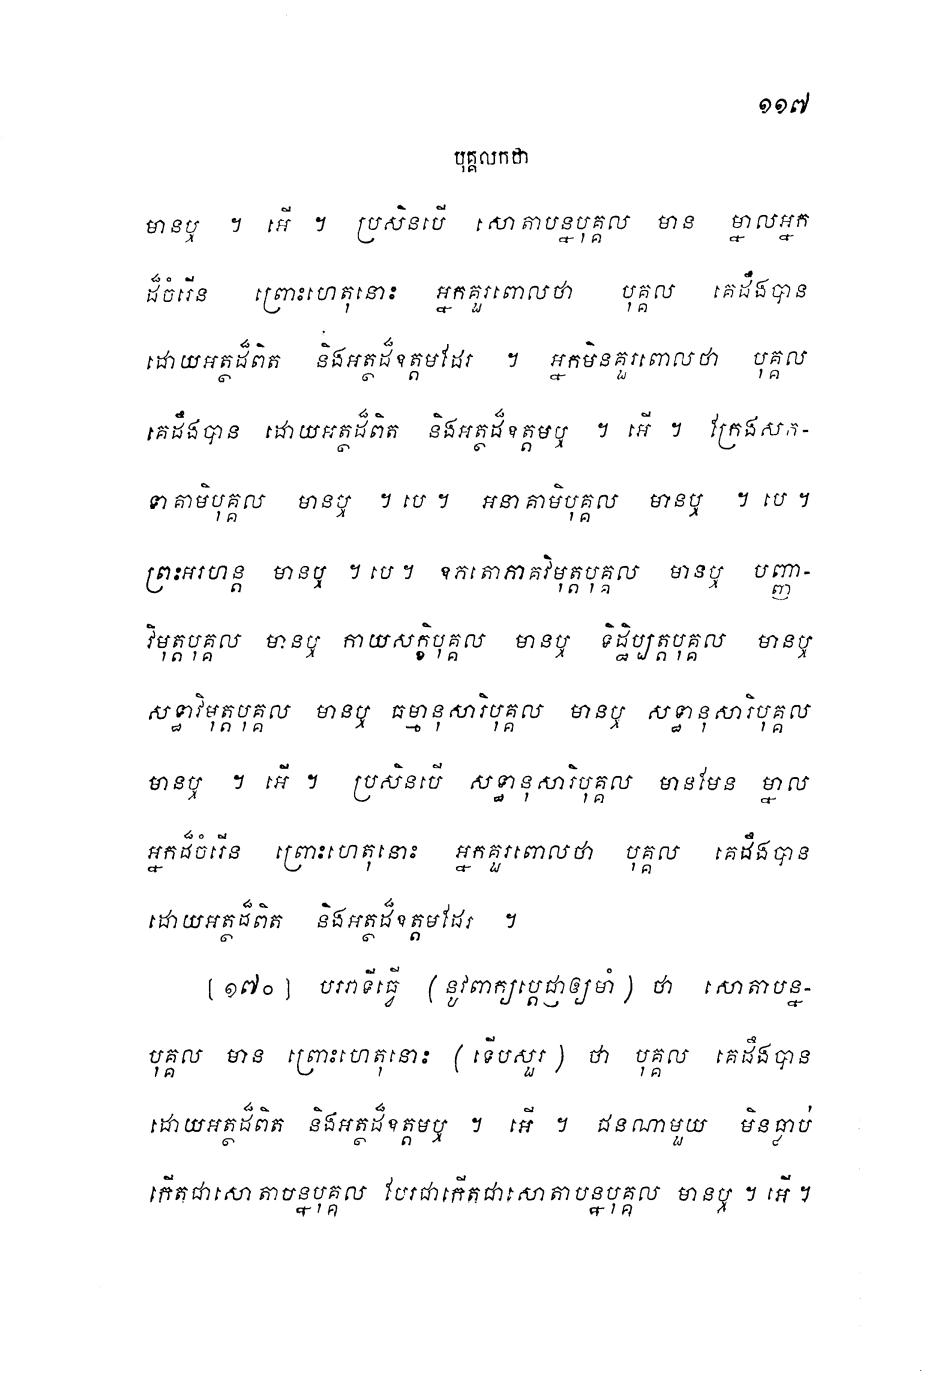 ១១៧
បុគ្គលកថា
មានឬ ។ អើ ។ ប្រសិនបើ សោតាបន្នបុគ្គល មាន ម្នាលអ្នក
ដ៏ចំរើន ព្រោះហេតុនោះ អ្នកគួរពោលថា បុគ្គល គេដឹងបាន
ដោយអត្ថដ៏ពិត និងអត្ថដ៏ឧត្តមដែរ ។ អ្នកមិនគួរពោលថា បុគ្គល
គេដឹងបាន ដោយអត្ថដ៏ពិត និងអត្ថដ៏ឧត្តមឬ ។ អើ ។ ក្រែងសក-
ទាគាមិបុគ្គល មានឬ ។ បេ ។ អនាគាមិបុគ្គល មានឬ ។ បេ ។
ព្រះអរហន្ត មានឬ ។ បេ ។ ឧភតោភាគវិមុត្តបុគ្គល មានឬ បញ្ញា-
វិមុត្តបុគ្គល មានឬ កាយសក្ខិបុគ្គល មានឬ ទិដ្ឋិប្បត្តបុគ្គល មានឬ
សទ្ធាវិមុត្តបុគ្គល មានឬ ធម្មានុសារិបុគ្គល មានឬ សទ្ធានុសារិបុគ្គល
មានឬ ។ អើ ។ ប្រសិនបើ សទ្ធានុសារិបុគ្គល មានមែន ម្នាល
អ្នកដ៏ចំរើន ព្រោះហេតុនោះ អ្នកគួរពោលថា បុគ្គល គេដឹងបាន
ដោយអត្ថដ៏ពិត និងអត្ថដ៏ឧត្តមដែរ ។
[១៧០] បរវាទីធ្វើ (នូវពាក្យប្តេជ្ញាឲ្យមាំ) ថា សោតាបន្ន-
បុគ្គល មាន ព្រោះហេតុនោះ (ទើបសួរ) ថា បុគ្គល គេដឹងបាន
ដោយអត្ថដ៏ពិត និងអត្ថដ៏ឧត្តមឬ ។ អើ ។ ជនណាមួយ មិនធ្លាប់
កើតជាសោតាបន្នបុគ្គល បែរជាកើតជាសោតាបន្នបុគ្គល មានឬ ។ អើ ។